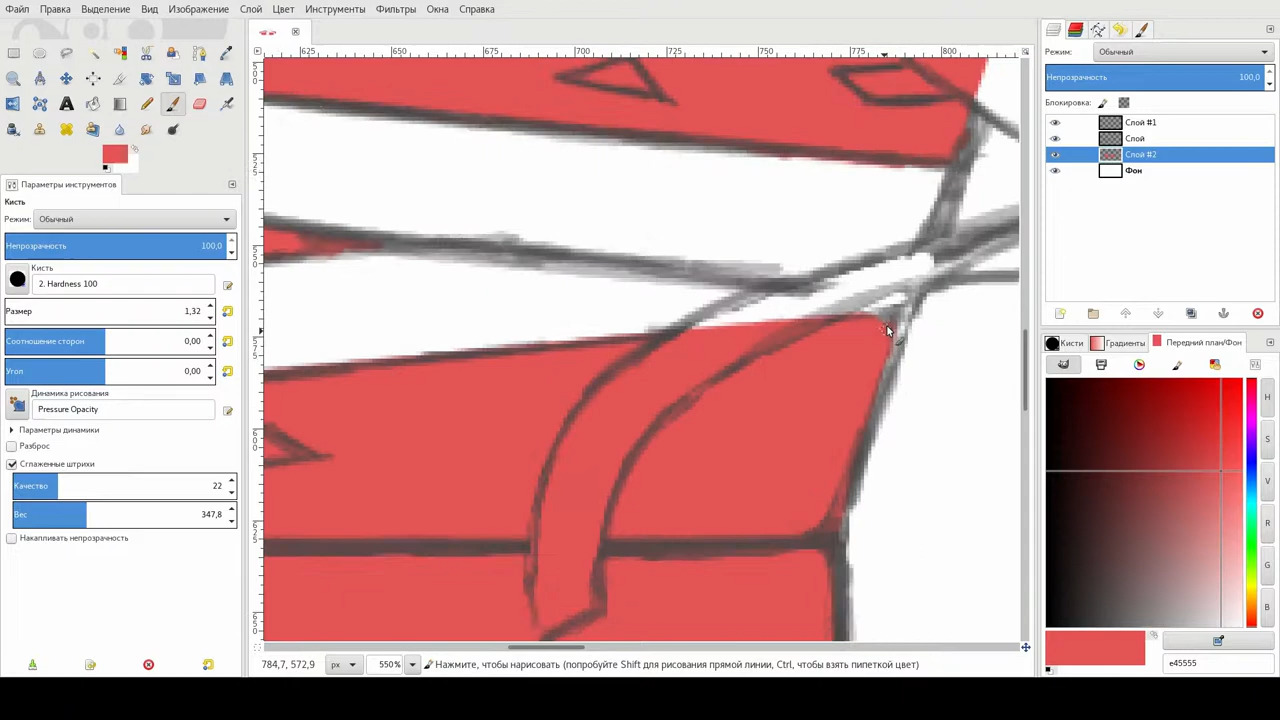 Файл Правка Выделение Вид Изображение Слой Цвет Инструменты Фильтры Окна Справка
625 650 675 700 725 750 775 800
Параметры инструментов
Кисть
Режим: Обычный
Непрозрачность 100,0
Кисть
2. Hardness 100
Размер 1,32
Соотношение сторон 0,00
Угол 0,00
Динамика рисования
Pressure Opacity
Параметры динамики
Разброс
Сглаженные штрихи
Качество 22
Вес 347,8
Накапливать непрозрачность
784,7, 572,9 px 550% Нажмите, чтобы нарисовать (попробуйте Shift для рисования прямой линии, Ctrl, чтобы взять пипеткой цвет)
Режим: Обычный
Непрозрачность 100,0
Блокировка:
Слой #1
Слой
Слой #2
Фон
Кисти Градиенты Передний план/Фон
H
S
V
R
G
B
e45555